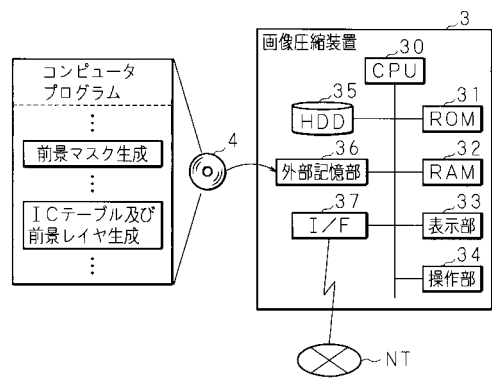 コンピュータ
プログラム
⋮
前景マスク生成
⋮
ICテーブル及び
前景レイヤ生成
⋮
4
3
画像圧縮装置
30
CPU
35
HDD
31
ROM
36
外部記憶部
32
RAM
37
I/F
33
表示部
34
操作部
NT